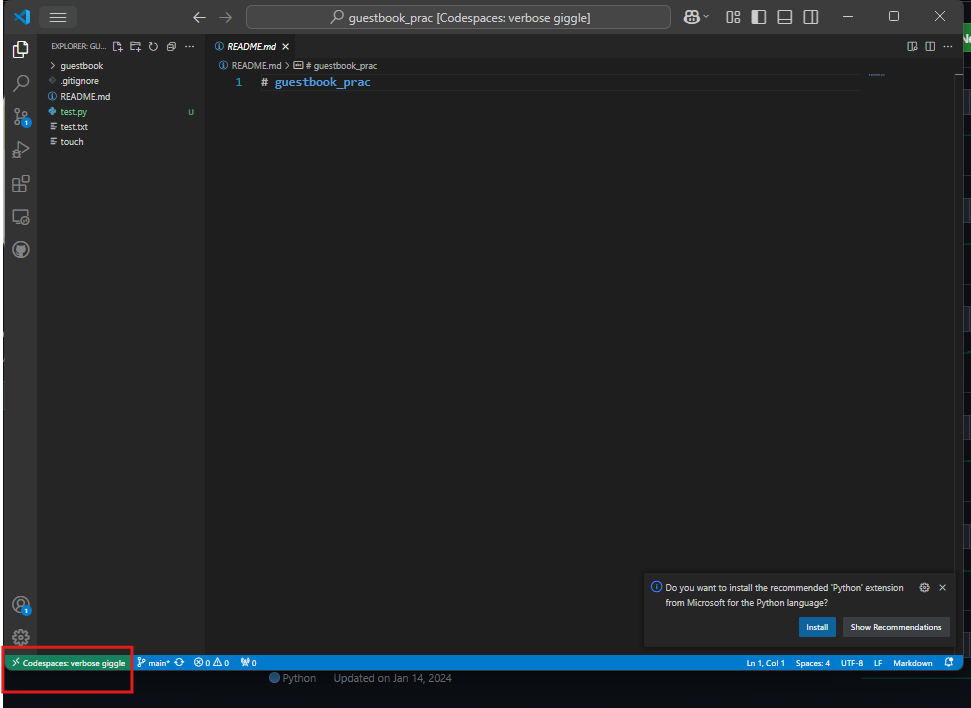 guestbook_prac [Codespaces: verbose giggle]
EXPLORER: GU...
README.md
guestbook
.gitignore
README.md
test.py U
test.txt
touch
README.md > # guestbook_prac
1 # guestbook_prac
1
1
Do you want to install the recommended 'Python' extension
from Microsoft for the Python language?
Install
Show Recommendations
Codespaces: verbose giggle
main*
0
0
0
Ln 1, Col 1
Spaces: 4
UTF-8
LF
Markdown
Python
Updated on Jan 14, 2024